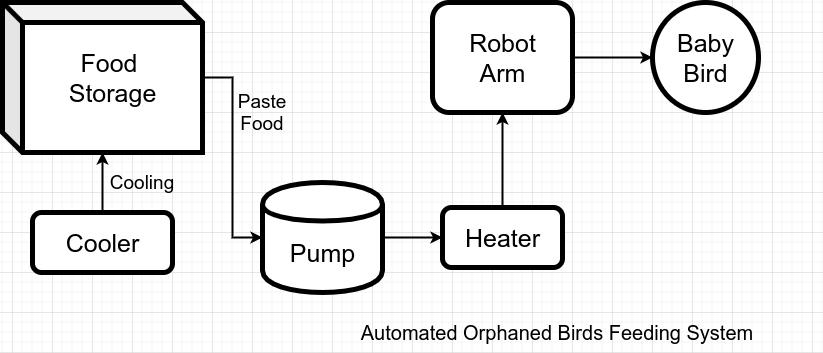 Food
Storage
Paste
Food
Cooling
Cooler
Pump
Heater
Robot
Arm
Baby
Bird
Automated Orphaned Birds Feeding System